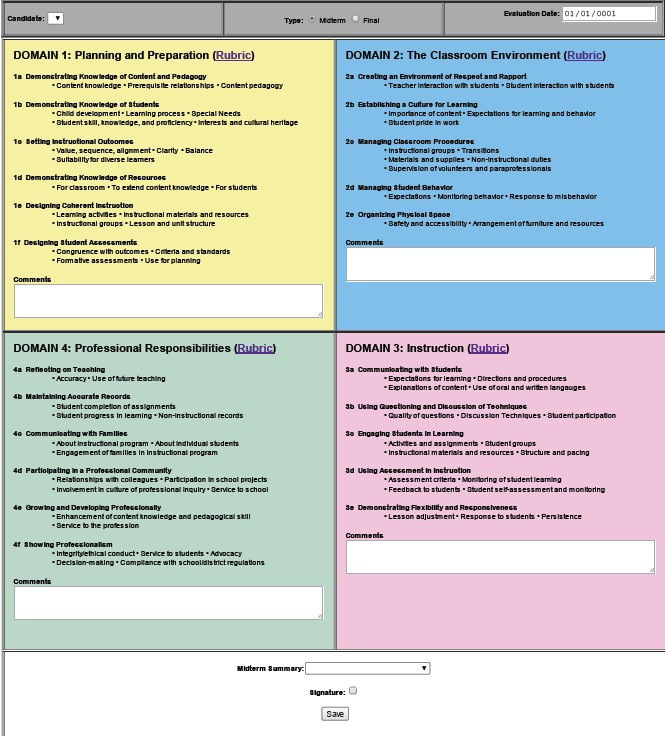 Candidate:
Type: Midterm Final
Evaluation Date: 01/01/0001
DOMAIN 1: Planning and Preparation (Rubric)
1a Demonstrating Knowledge of Content and Pedagogy
• Content knowledge • Prerequisite relationships • Content pedagogy
1b Demonstrating Knowledge of Students
• Child development • Learning process • Special Needs
• Student skill, knowledge, and proficiency • Interests and cultural heritage
1c Setting Instructional Outcomes
• Value, sequence, alignment • Clarity • Balance
• Suitability for diverse learners
1d Demonstrating Knowledge of Resources
• For classroom • To extend content knowledge • For students
1e Designing Coherent Instruction
• Learning activities • Instructional materials and resources
• Instructional groups • Lesson and unit structure
1f Designing Student Assessments
• Congruence with outcomes • Criteria and standards
• Formative assessments • Use for planning
Comments
DOMAIN 2: The Classroom Environment (Rubric)
2a Creating an Environment of Respect and Rapport
• Teacher interaction with students • Student interaction with students
2b Establishing a Culture for Learning
• Importance of content • Expectations for learning and behavior
• Student pride in work
2c Managing Classroom Procedures
• Instructional groups • Transitions
• Materials and supplies • Non-instructional duties
• Supervision of volunteers and paraprofessionals
2d Managing Student Behavior
• Expectations • Monitoring behavior • Response to misbehavior
2e Organizing Physical Space
• Safety and accessibility • Arrangement of furniture and resources
Comments
DOMAIN 4: Professional Responsibilities (Rubric)
4a Reflecting on Teaching
• Accuracy • Use of future teaching
4b Maintaining Accurate Records
• Student completion of assignments
• Student progress in learning • Non-instructional records
4c Communicating with Families
• About instructional program • About individual students
• Engagement of families in instructional program
4d Participating in a Professional Community
• Relationships with colleagues • Participation in school projects
• Involvement in culture of professional inquiry • Service to school
4e Growing and Developing Professionally
• Enhancement of content knowledge and pedagogical skill
• Service to the profession
4f Showing Professionalism
• Integrity/ethical conduct • Service to students • Advocacy
• Decision-making • Compliance with school/district regulations
Comments
DOMAIN 3: Instruction (Rubric)
3a Communicating with Students
• Expectations for learning • Directions and procedures
• Explanations of content • Use of oral and written langauges
3b Using Questioning and Discussion of Techniques
• Quality of questions • Discussion Techniques • Student participation
3c Engaging Students in Learning
• Activities and assignments • Student groups
• Instructional materials and resources • Structure and pacing
3d Using Assessment in Instruction
• Assessment criteria • Monitoring of student learning
• Feedback to students • Student self-assessment and monitoring
3e Demonstrating Flexibility and Responsiveness
• Lesson adjustment • Response to students • Persistence
Comments
Midterm Summary:
Signature:
Save